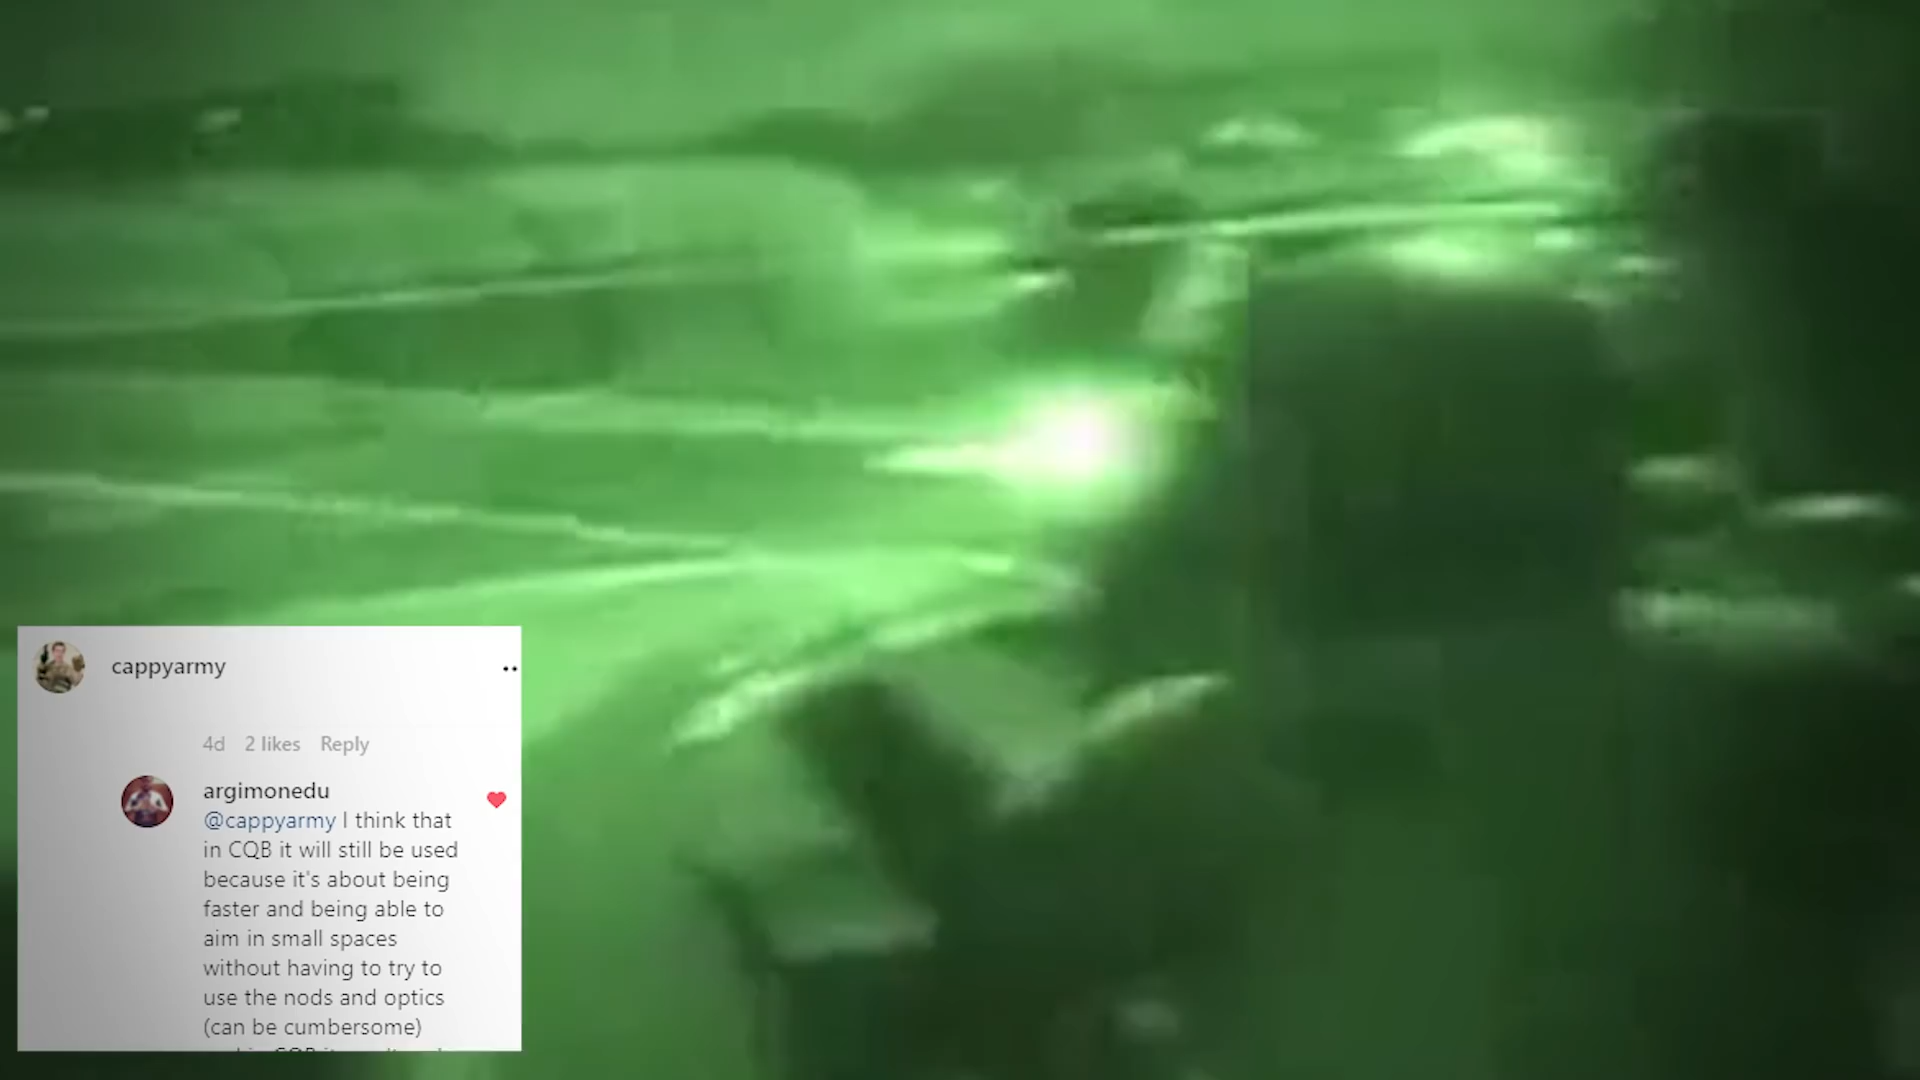 cappyarmy
4d 2 likes Reply
argimonedu
@cappyarmy I think that
in CQB it will still be used
because it's about being
faster and being able to
aim in small spaces
without having to try to
use the nods and optics
(can be cumbersome)